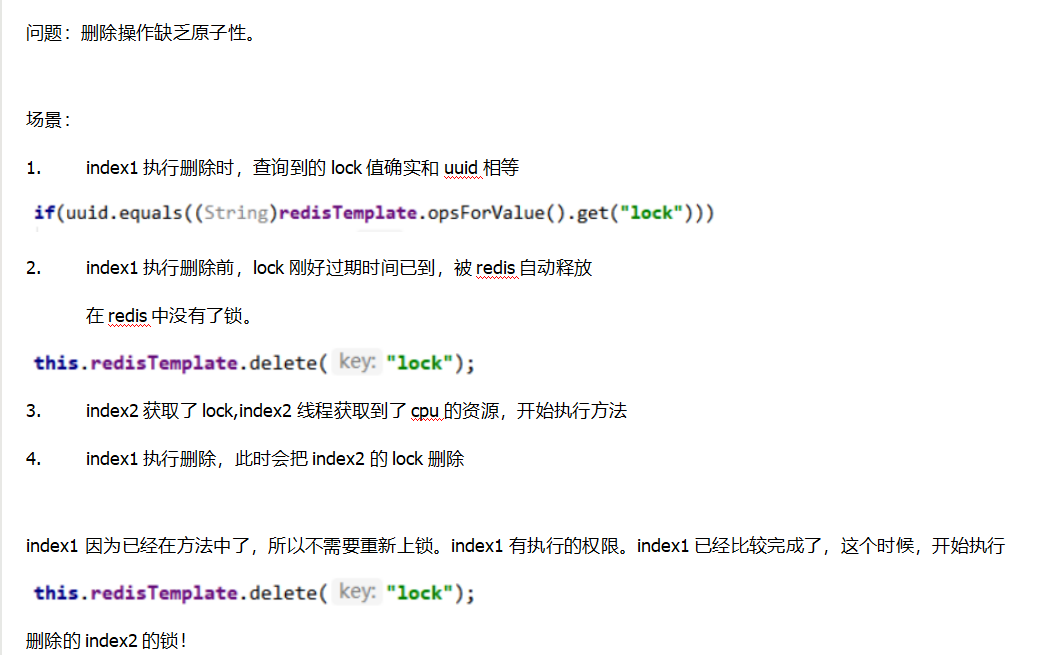 问题：删除操作缺乏原子性。
场景：
1. index1 执行删除时，查询到的 lock 值确实和 uuid 相等
if(uuid.equals((String)redisTemplate.opsForValue().get("lock")))
2. index1 执行删除前，lock 刚好过期时间已到，被 redis 自动释放
在 redis 中没有了锁。
this.redisTemplate.delete( key: "lock");
3. index2 获取了 lock,index2 线程获取到了 cpu 的资源，开始执行方法
4. index1 执行删除，此时会把 index2 的 lock 删除
index1 因为已经在方法中了，所以不需要重新上锁。index1 有执行的权限。index1 已经比较完成了，这个时候，开始执行
this.redisTemplate.delete( key: "lock");
删除的 index2 的锁！